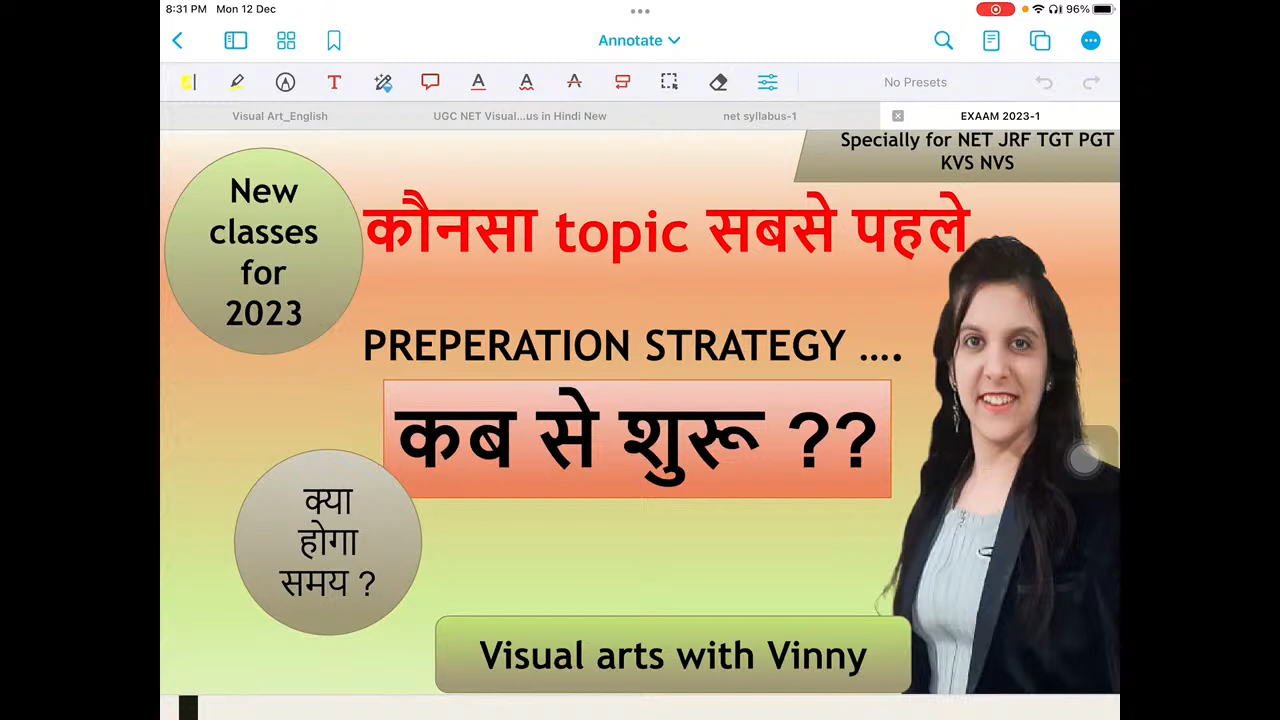 8:31 PM Mon 12 Dec
96%
Annotate
No Presets
Visual Art_English
UGC NET Visual...us in Hindi New
net syllabus-1
EXAAM 2023-1
Specially for NET JRF TGT PGT
KVS NVS
New
classes
for
2023
कौनसा topic सबसे पहले
PREPERATION STRATEGY ....
कब से शुरू ??
क्या
होगा
समय ?
Visual arts with Vinny